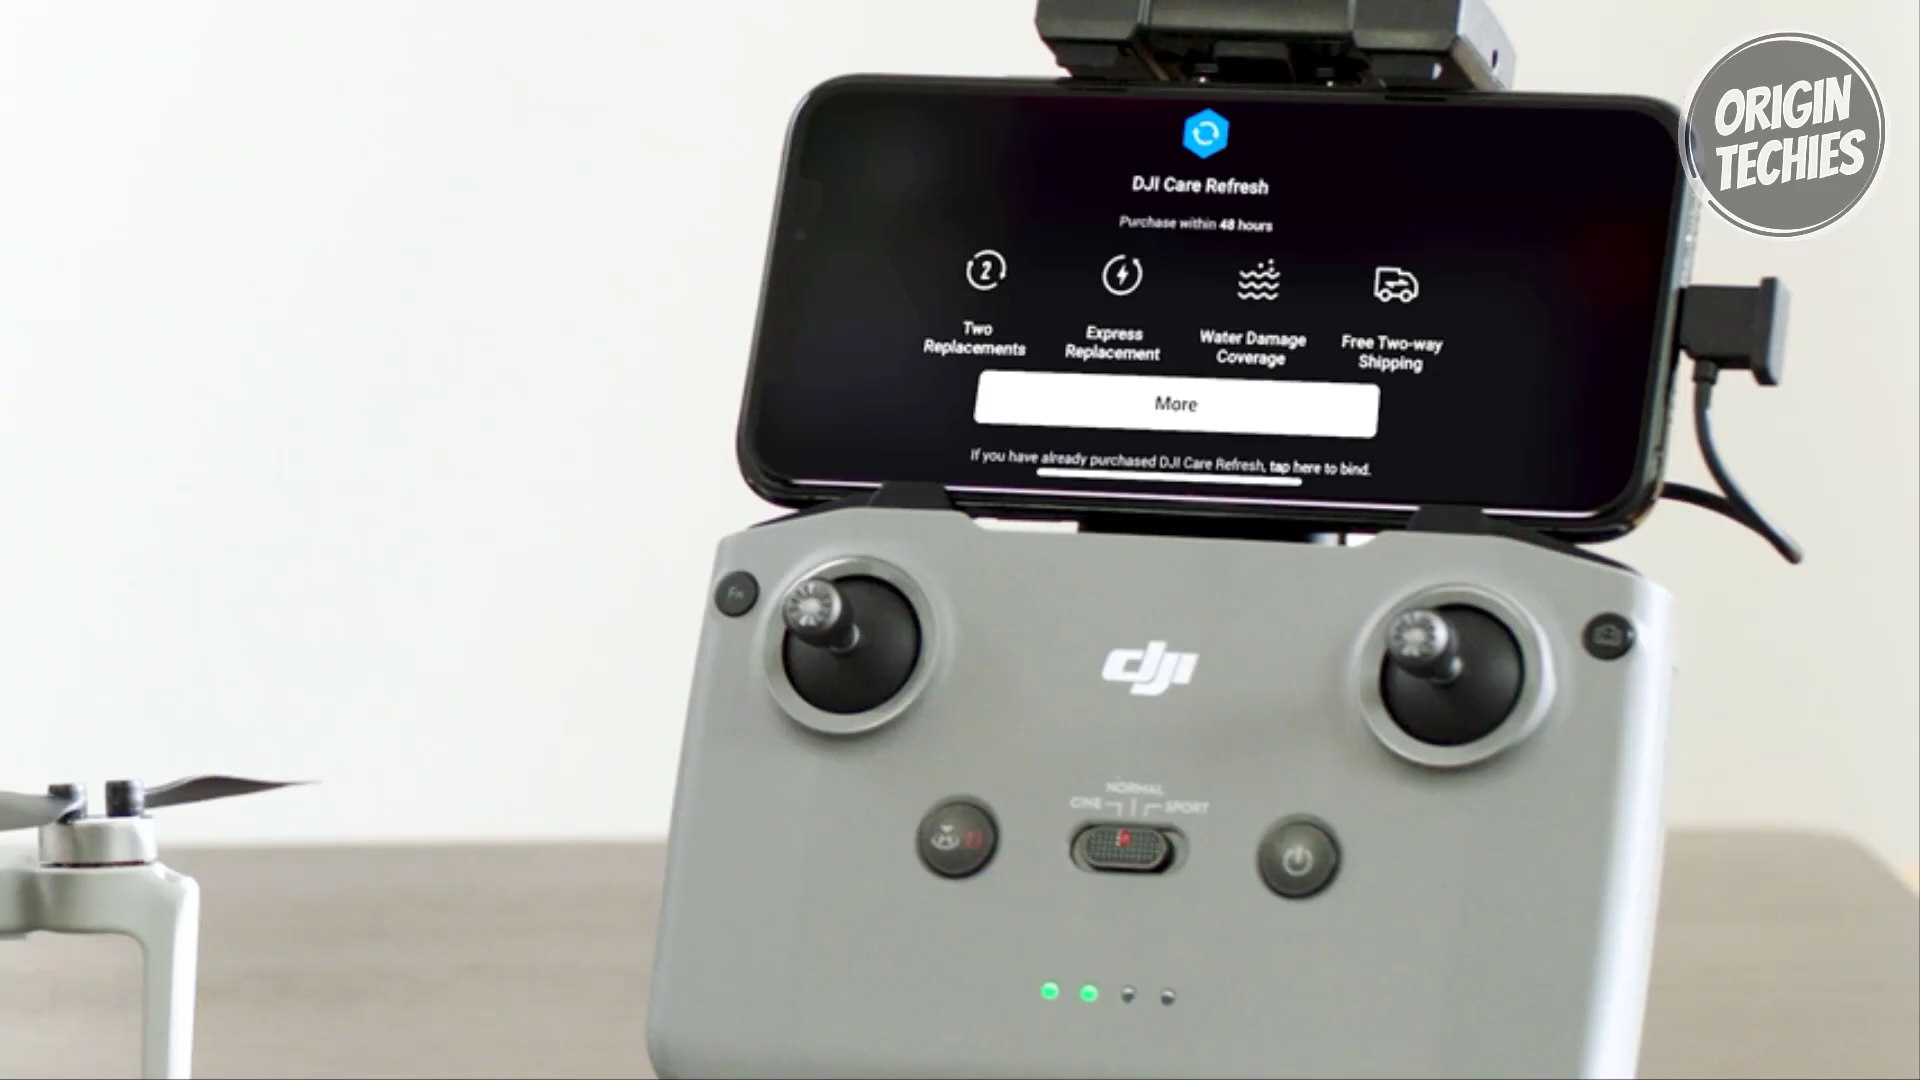 ORIGIN
TECHIES
DJI Care Refresh
Purchase within 48 hours
2
Two
Replacements
Express
Replacement
Water Damage
Coverage
Free Two-way
Shipping
More
If you have already purchased DJI Care Refresh, tap here to bind.
Fn
dji
NORMAL
CINE
SPORT